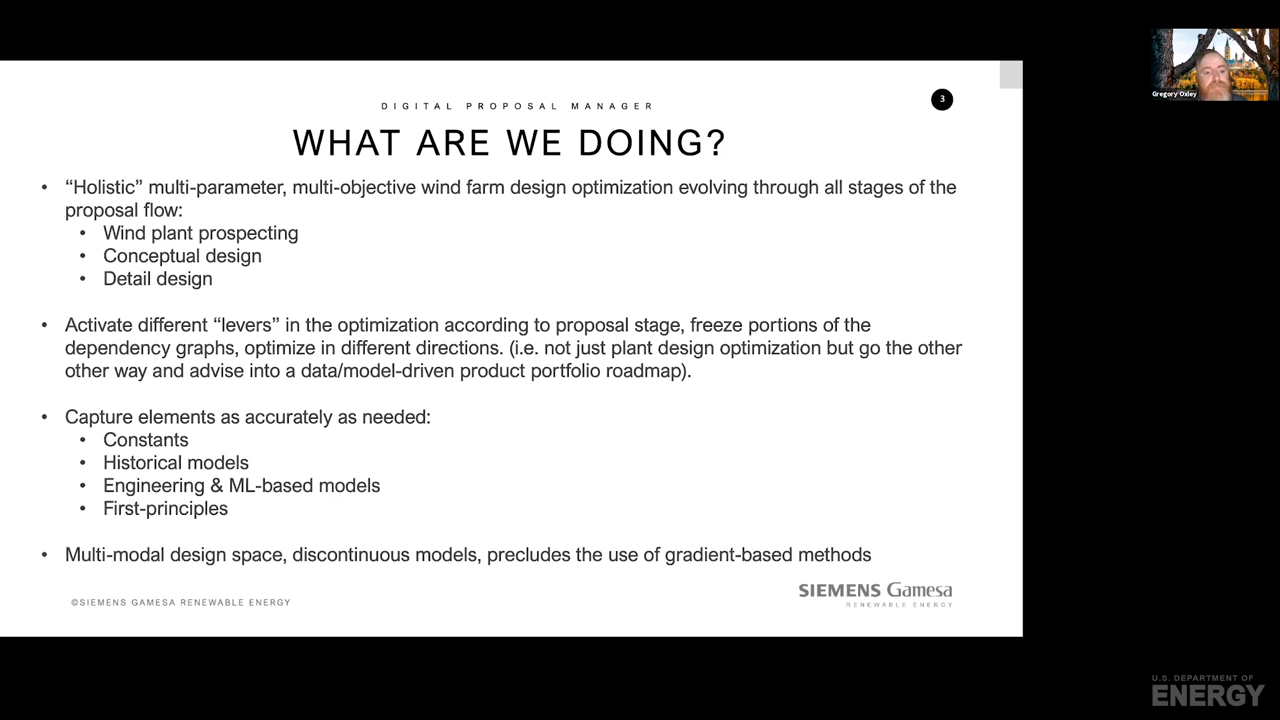 DIGITAL PROPOSAL MANAGER
3
WHAT ARE WE DOING?
• “Holistic” multi-parameter, multi-objective wind farm design optimization evolving through all stages of the
proposal flow:
• Wind plant prospecting
• Conceptual design
• Detail design
• Activate different “levers” in the optimization according to proposal stage, freeze portions of the
dependency graphs, optimize in different directions. (i.e. not just plant design optimization but go the other
other way and advise into a data/model-driven product portfolio roadmap).
• Capture elements as accurately as needed:
• Constants
• Historical models
• Engineering & ML-based models
• First-principles
• Multi-modal design space, discontinuous models, precludes the use of gradient-based methods
©SIEMENS GAMESA RENEWABLE ENERGY
SIEMENS Gamesa
RENEWABLE ENERGY
Gregory Oxley
U.S. DEPARTMENT OF
ENERGY